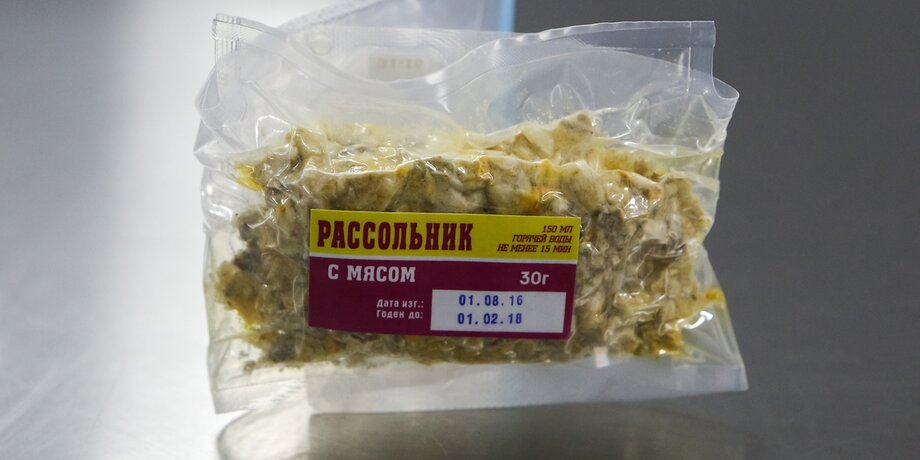 РАССОЛЬНИК
150 МЛ
ГОРЯЧЕЙ ВОДЫ
НЕ МЕНЕЕ 15 МИН
С МЯСОМ
30г
Дата изг.: 01.08.16
Годен до: 01.02.18